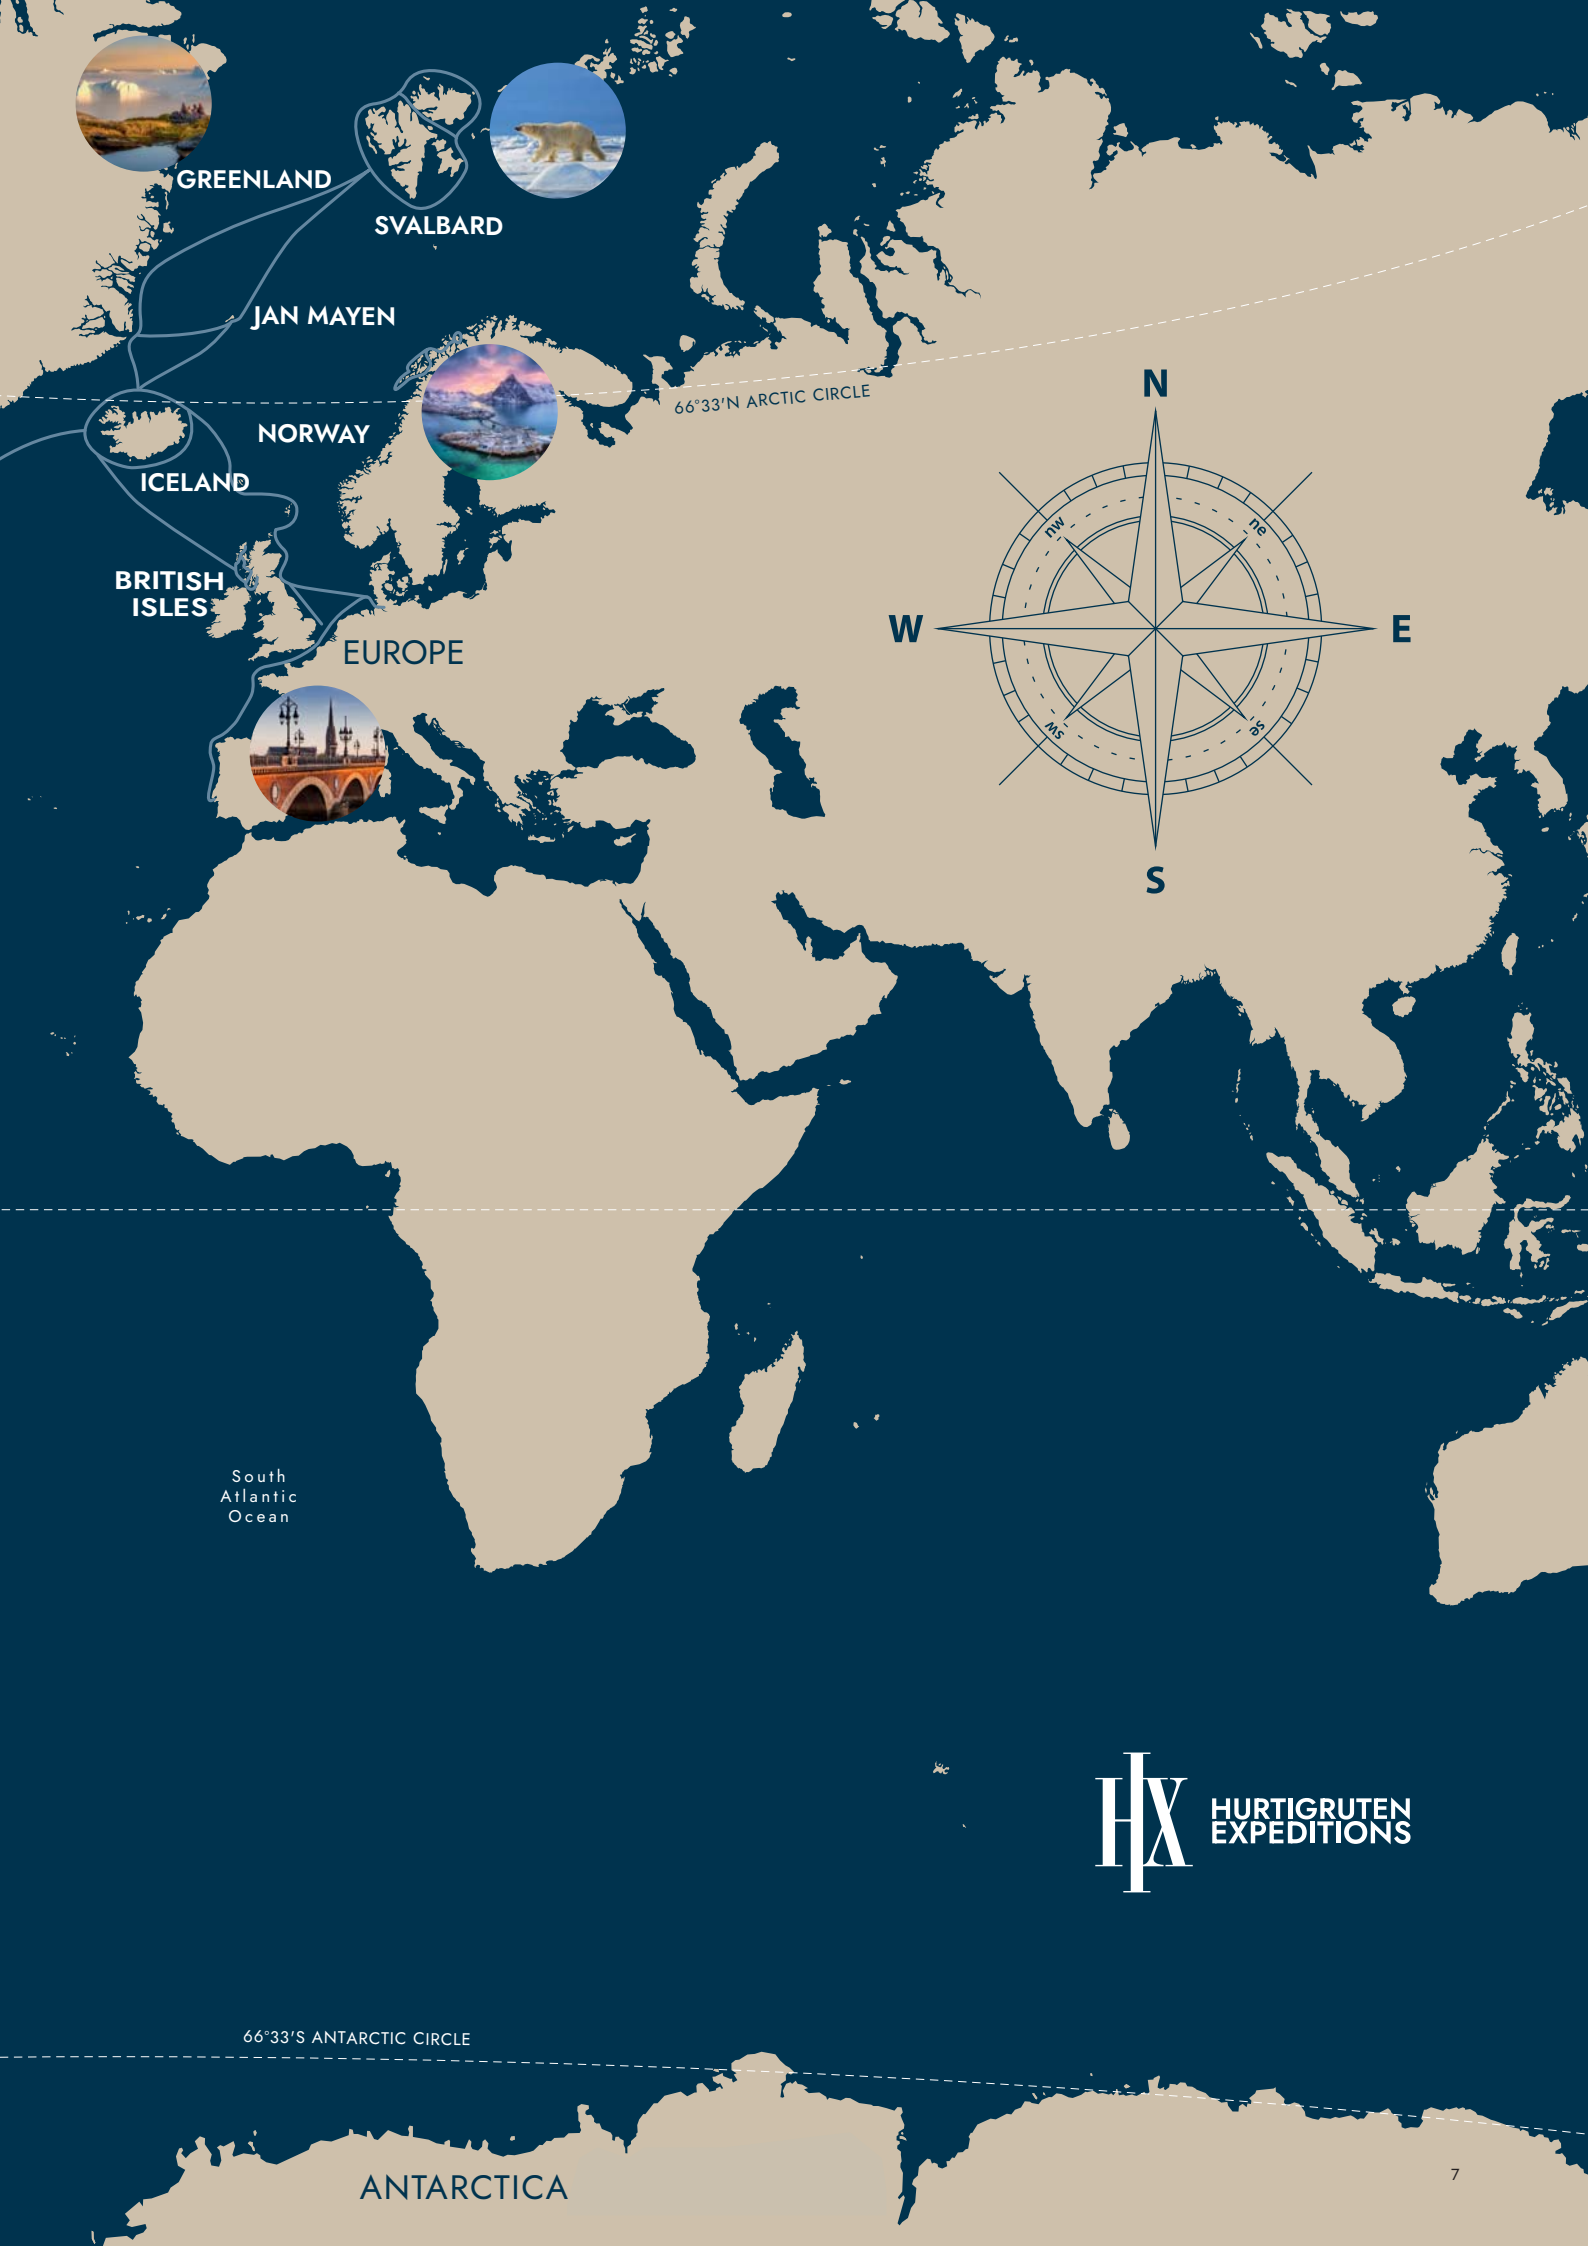 GREENLAND
SVALBARD
JAN MAYEN
66°33'N ARCTIC CIRCLE
NORWAY
ICELAND
BRITISH
ISLES
EUROPE
N
nw
ne
W
E
sw
se
S
South
Atlantic
Ocean
HX
HURTIGRUTEN
EXPEDITIONS
66°33'S ANTARCTIC CIRCLE
ANTARCTICA
7